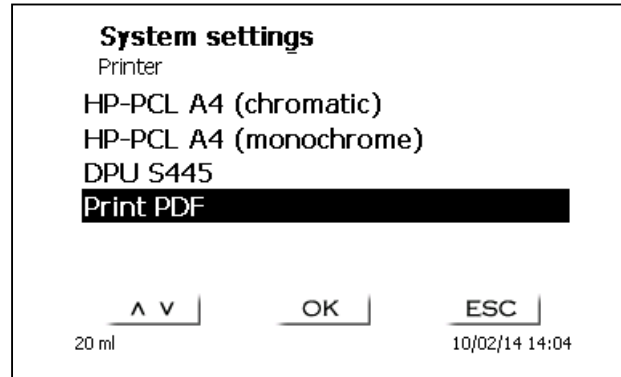 System settings
Printer
HP-PCL A4 (chromatic)
HP-PCL A4 (monochrome)
DPU S445
Print PDF
∧ ∨ OK ESC
20 ml 10/02/14 14:04